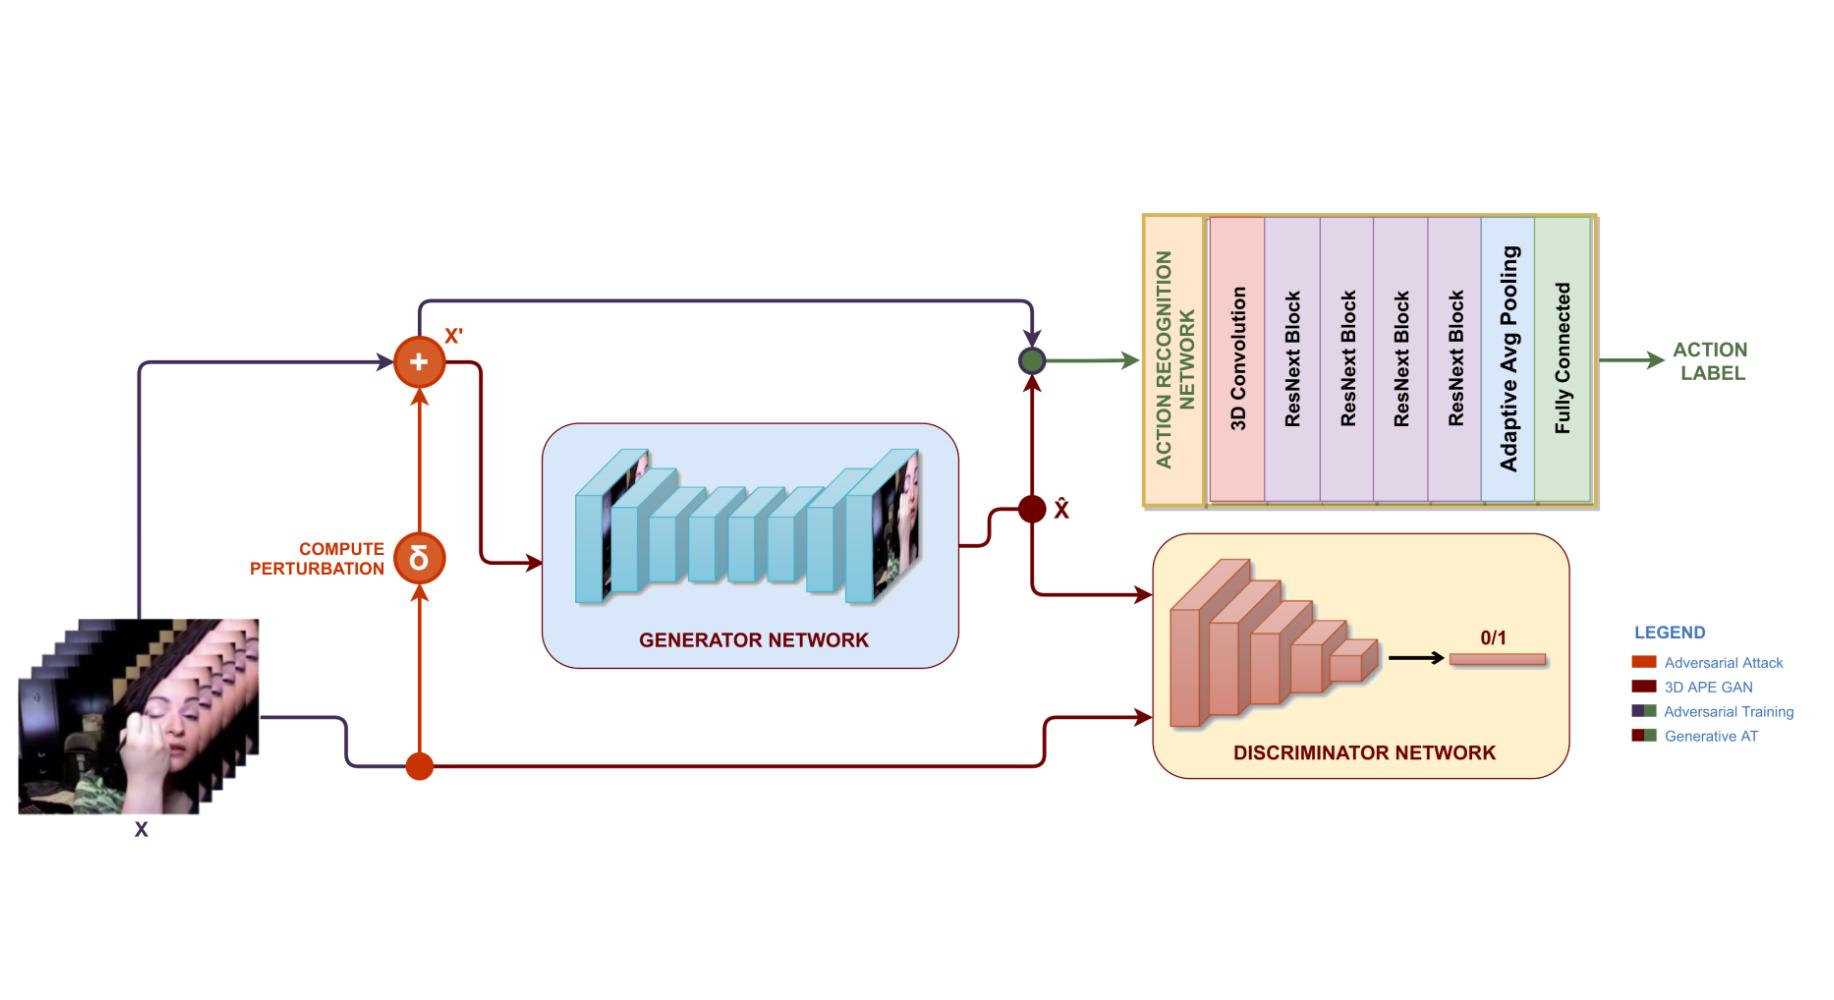 X'
+
COMPUTE
PERTURBATION
δ
X
GENERATOR NETWORK
X̂
ACTION RECOGNITION
NETWORK
3D Convolution
ResNext Block
ResNext Block
ResNext Block
ResNext Block
Adaptive Avg Pooling
Fully Connected
ACTION
LABEL
0/1
DISCRIMINATOR NETWORK
LEGEND
Adversarial Attack
3D APE GAN
Adversarial Training
Generative AT